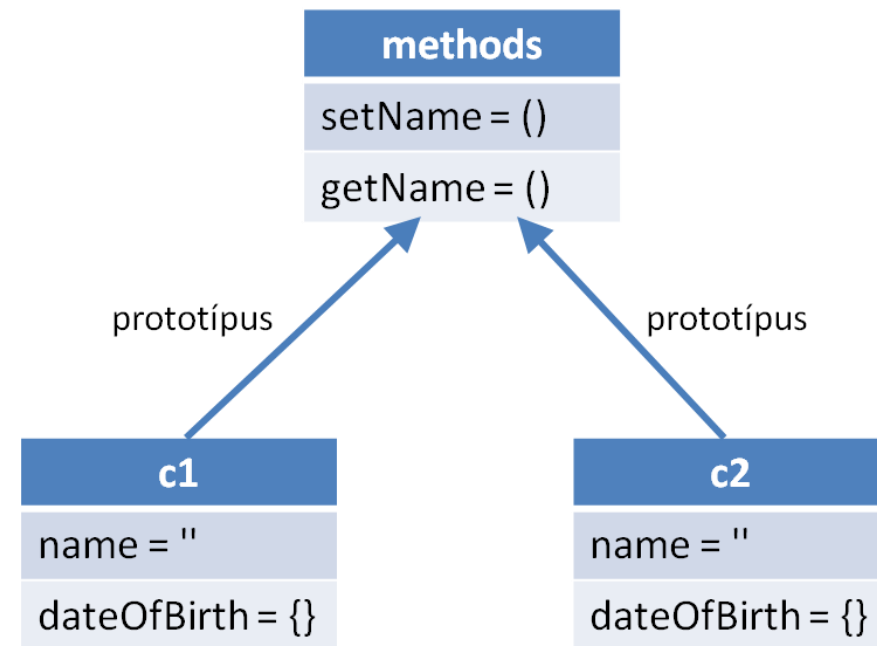 methods
setName = ()
getName = ()
prototípus
prototípus
c1
name = ''
dateOfBirth = {}
c2
name = ''
dateOfBirth = {}